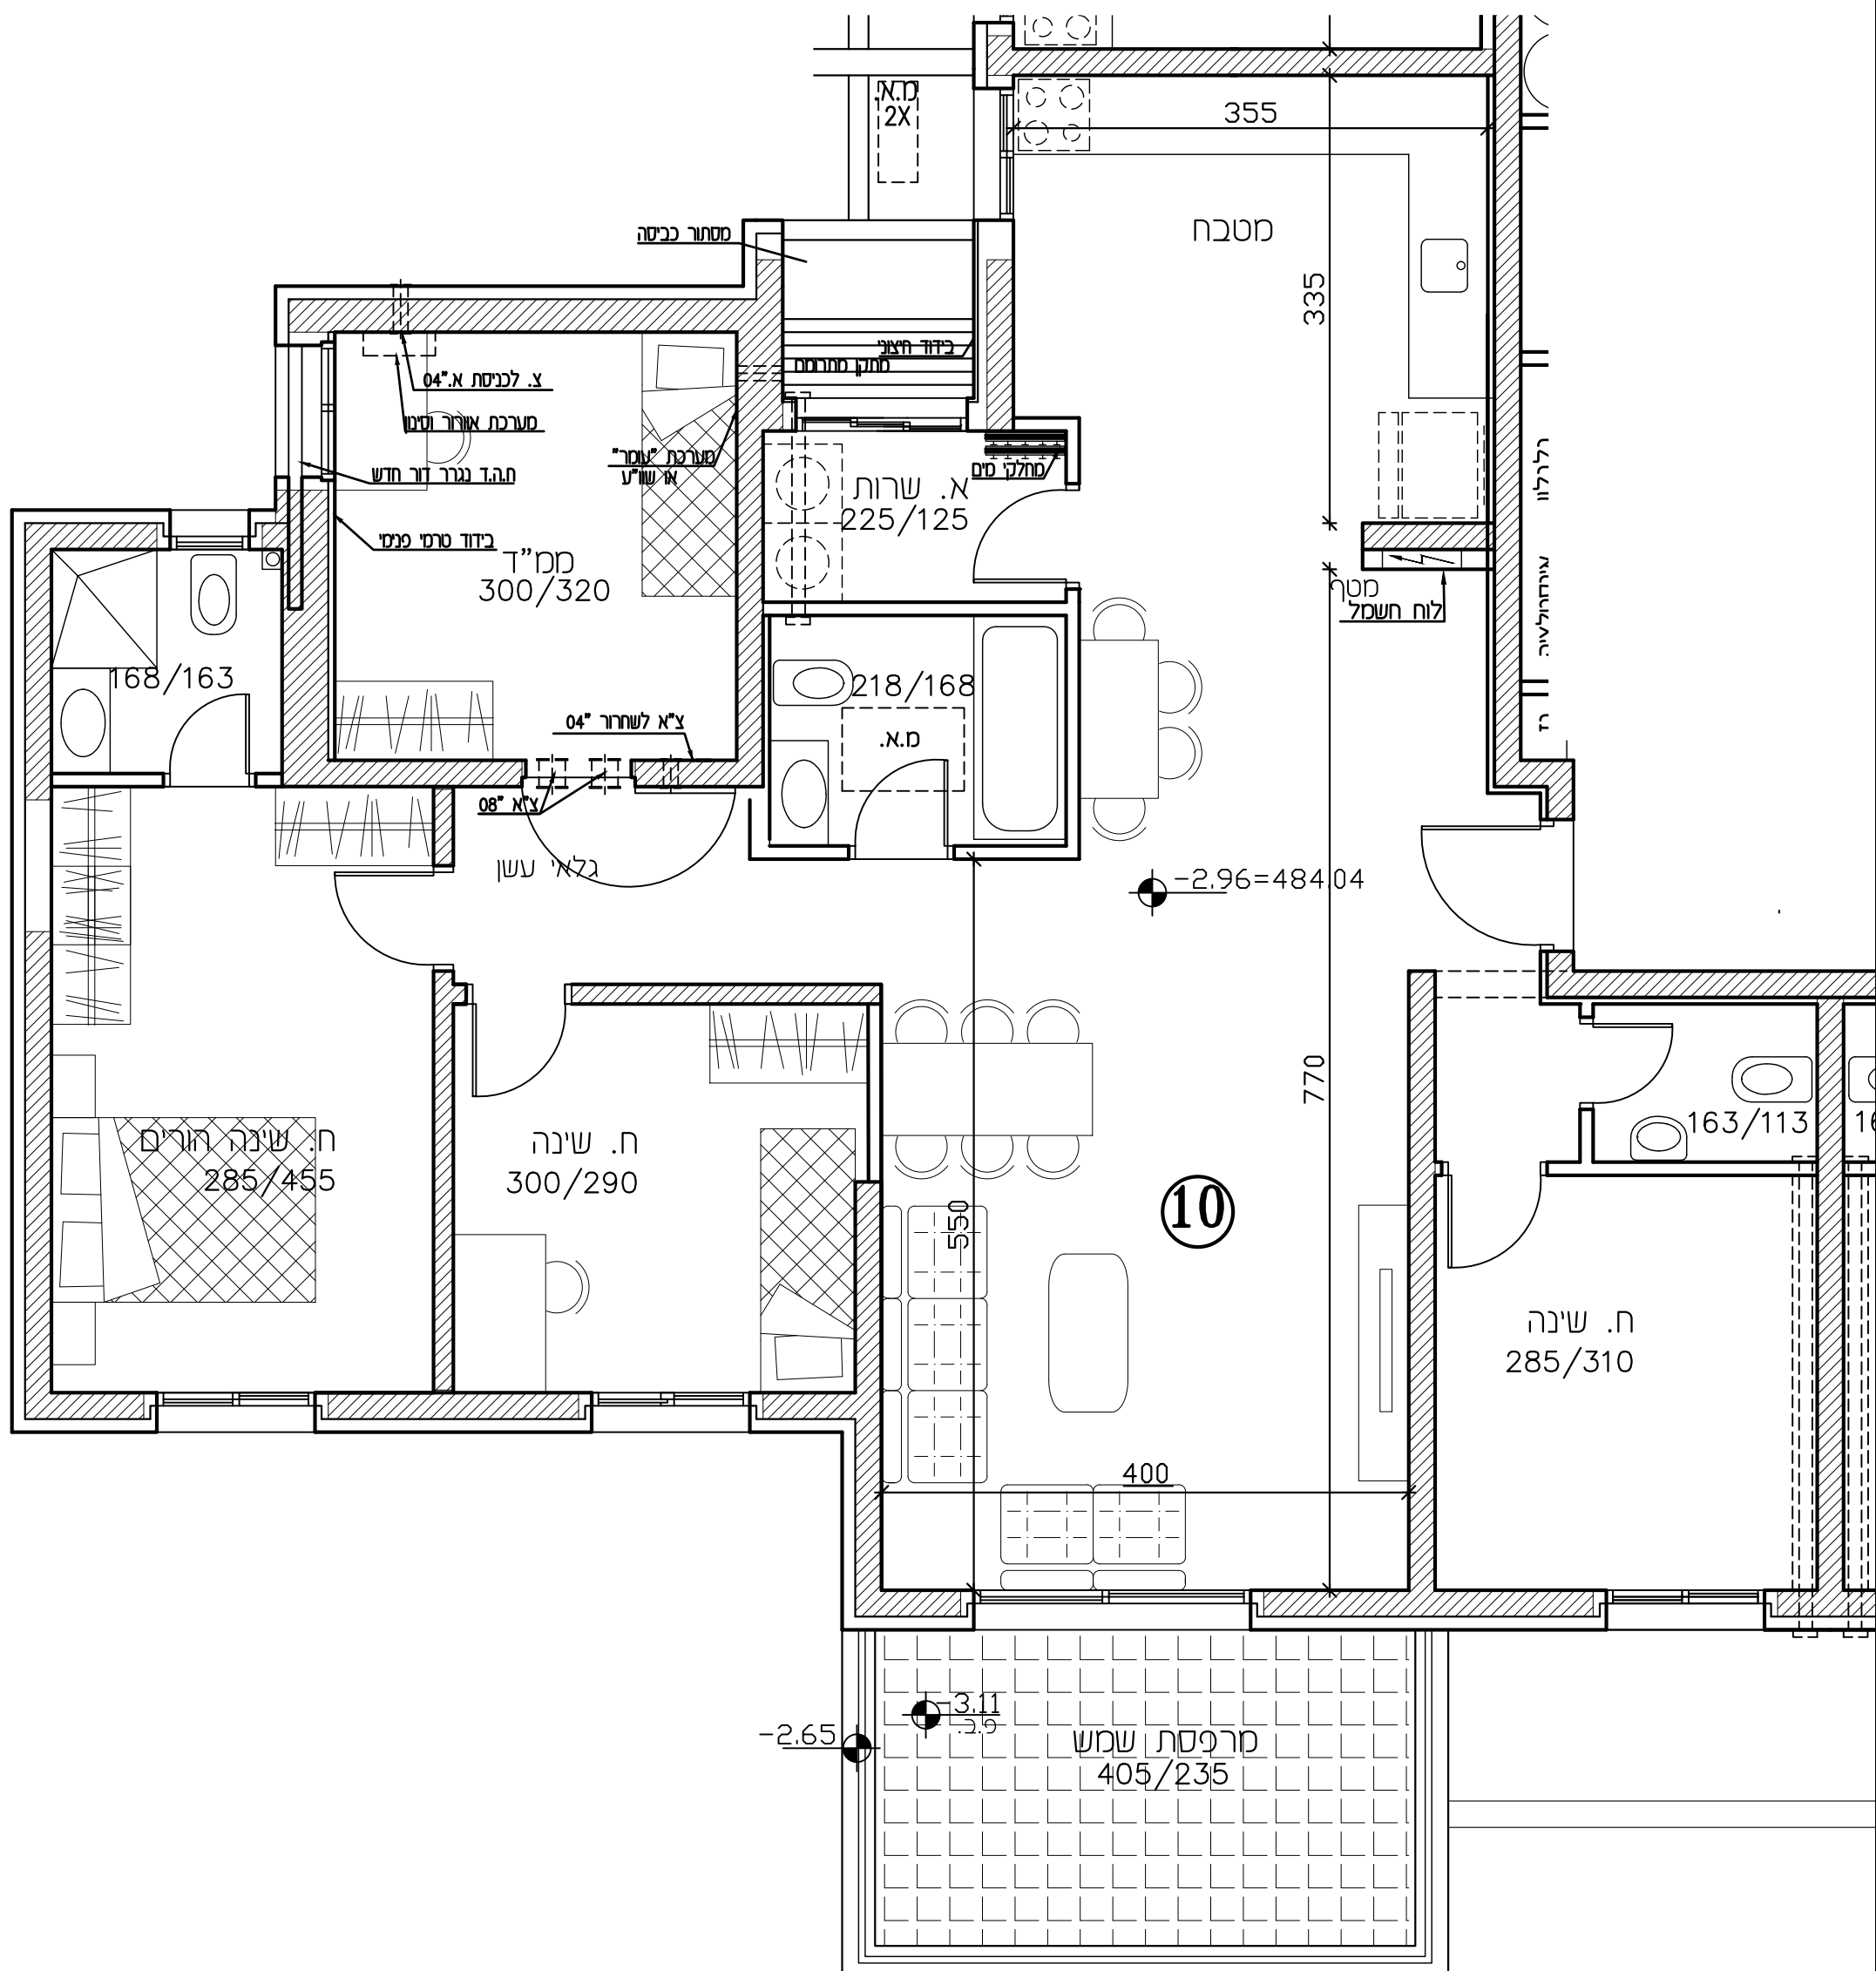 מ.א.
2X
355
מטבח
335
מסתור כביסה
בידוד חיצוני
מתקן מתרומם
צ. לכניסת א."04
מערכת אוורור וסינון
ח.ה.ד נגרר דור חדש
מערכת "עומר"
או שוו"ע
בידוד טרמי פנימי
ממ"ד
300/320
א. שרות
225/125
מחלקי מים
מטף
לוח חשמל
168/163
218/168
מ.א.
צ"א לשחרור "04
צ"א "08
גלאי עשן
-2.96=484.04
770
550
163/113
ח. שינה הורים
285/455
ח. שינה
300/290
10
ח. שינה
285/310
400
-3.11
פ.ב.
-2.65
מרפסת שמש
405/235